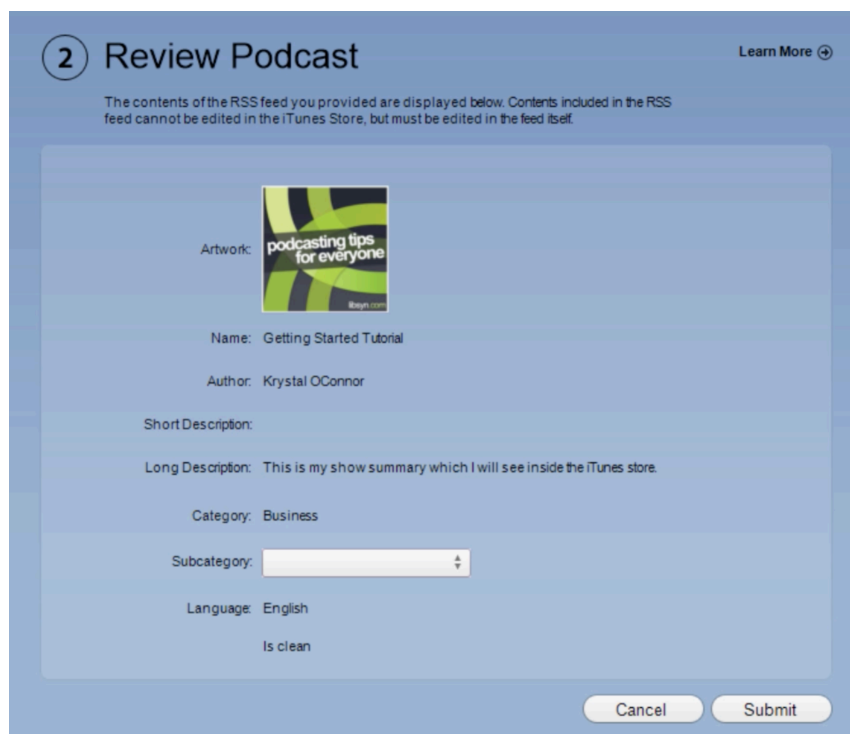 2 Review Podcast
Learn More
The contents of the RSS feed you provided are displayed below. Contents included in the RSS
feed cannot be edited in the iTunes Store, but must be edited in the feed itself.
Artwork:
podcasting tips
for everyone
libsyn.com
Name: Getting Started Tutorial
Author: Krystal OConnor
Short Description:
Long Description: This is my show summary which I will see inside the iTunes store.
Category: Business
Subcategory:
Language: English
Is clean
Cancel Submit